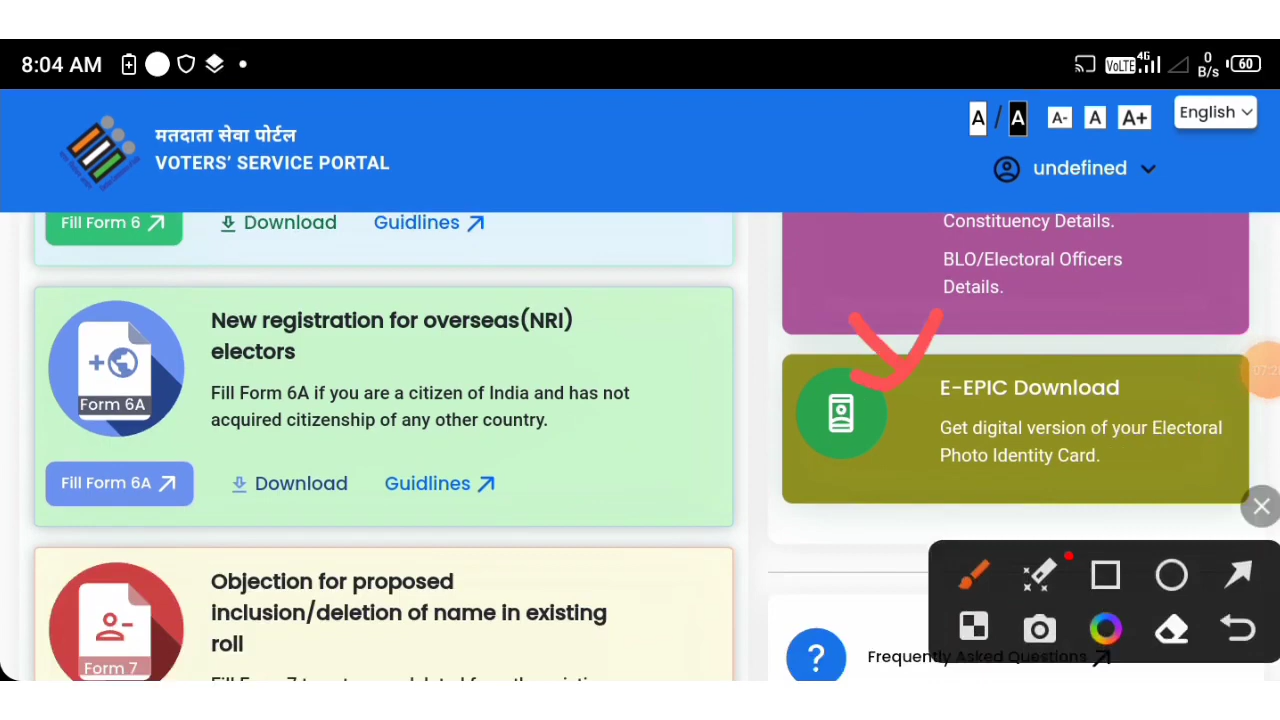 8:04 AM
VoLTE 4G 0 B/s 60
मतदाता सेवा पोर्टल
VOTERS’ SERVICE PORTAL
A / A A- A A+ English
undefined
Fill Form 6 Download Guidlines
Constituency Details.
BLO/Electoral Officers
Details.
New registration for overseas(NRI)
electors
Fill Form 6A if you are a citizen of India and has not
acquired citizenship of any other country.
Form 6A
Fill Form 6A Download Guidlines
E-EPIC Download
Get digital version of your Electoral
Photo Identity Card.
Objection for proposed
inclusion/deletion of name in existing
roll
Form 7
Frequently Asked Questions